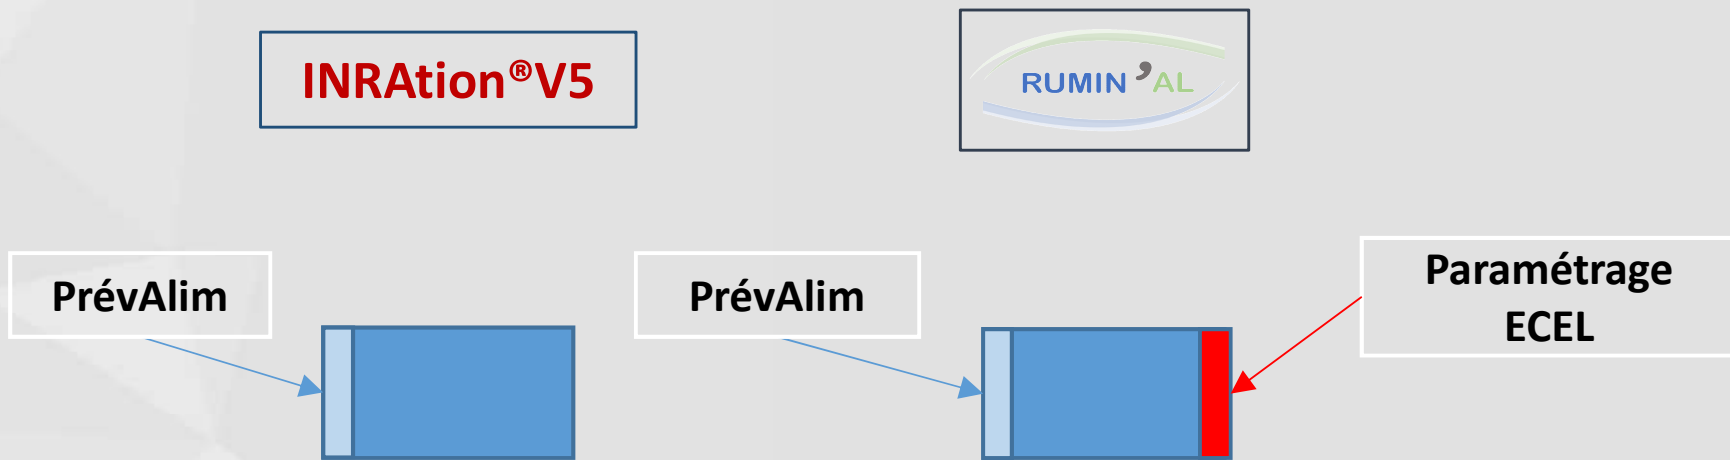 INRAtion®V5
RUMIN'AL
PrévAlim
PrévAlim
Paramétrage
ECEL